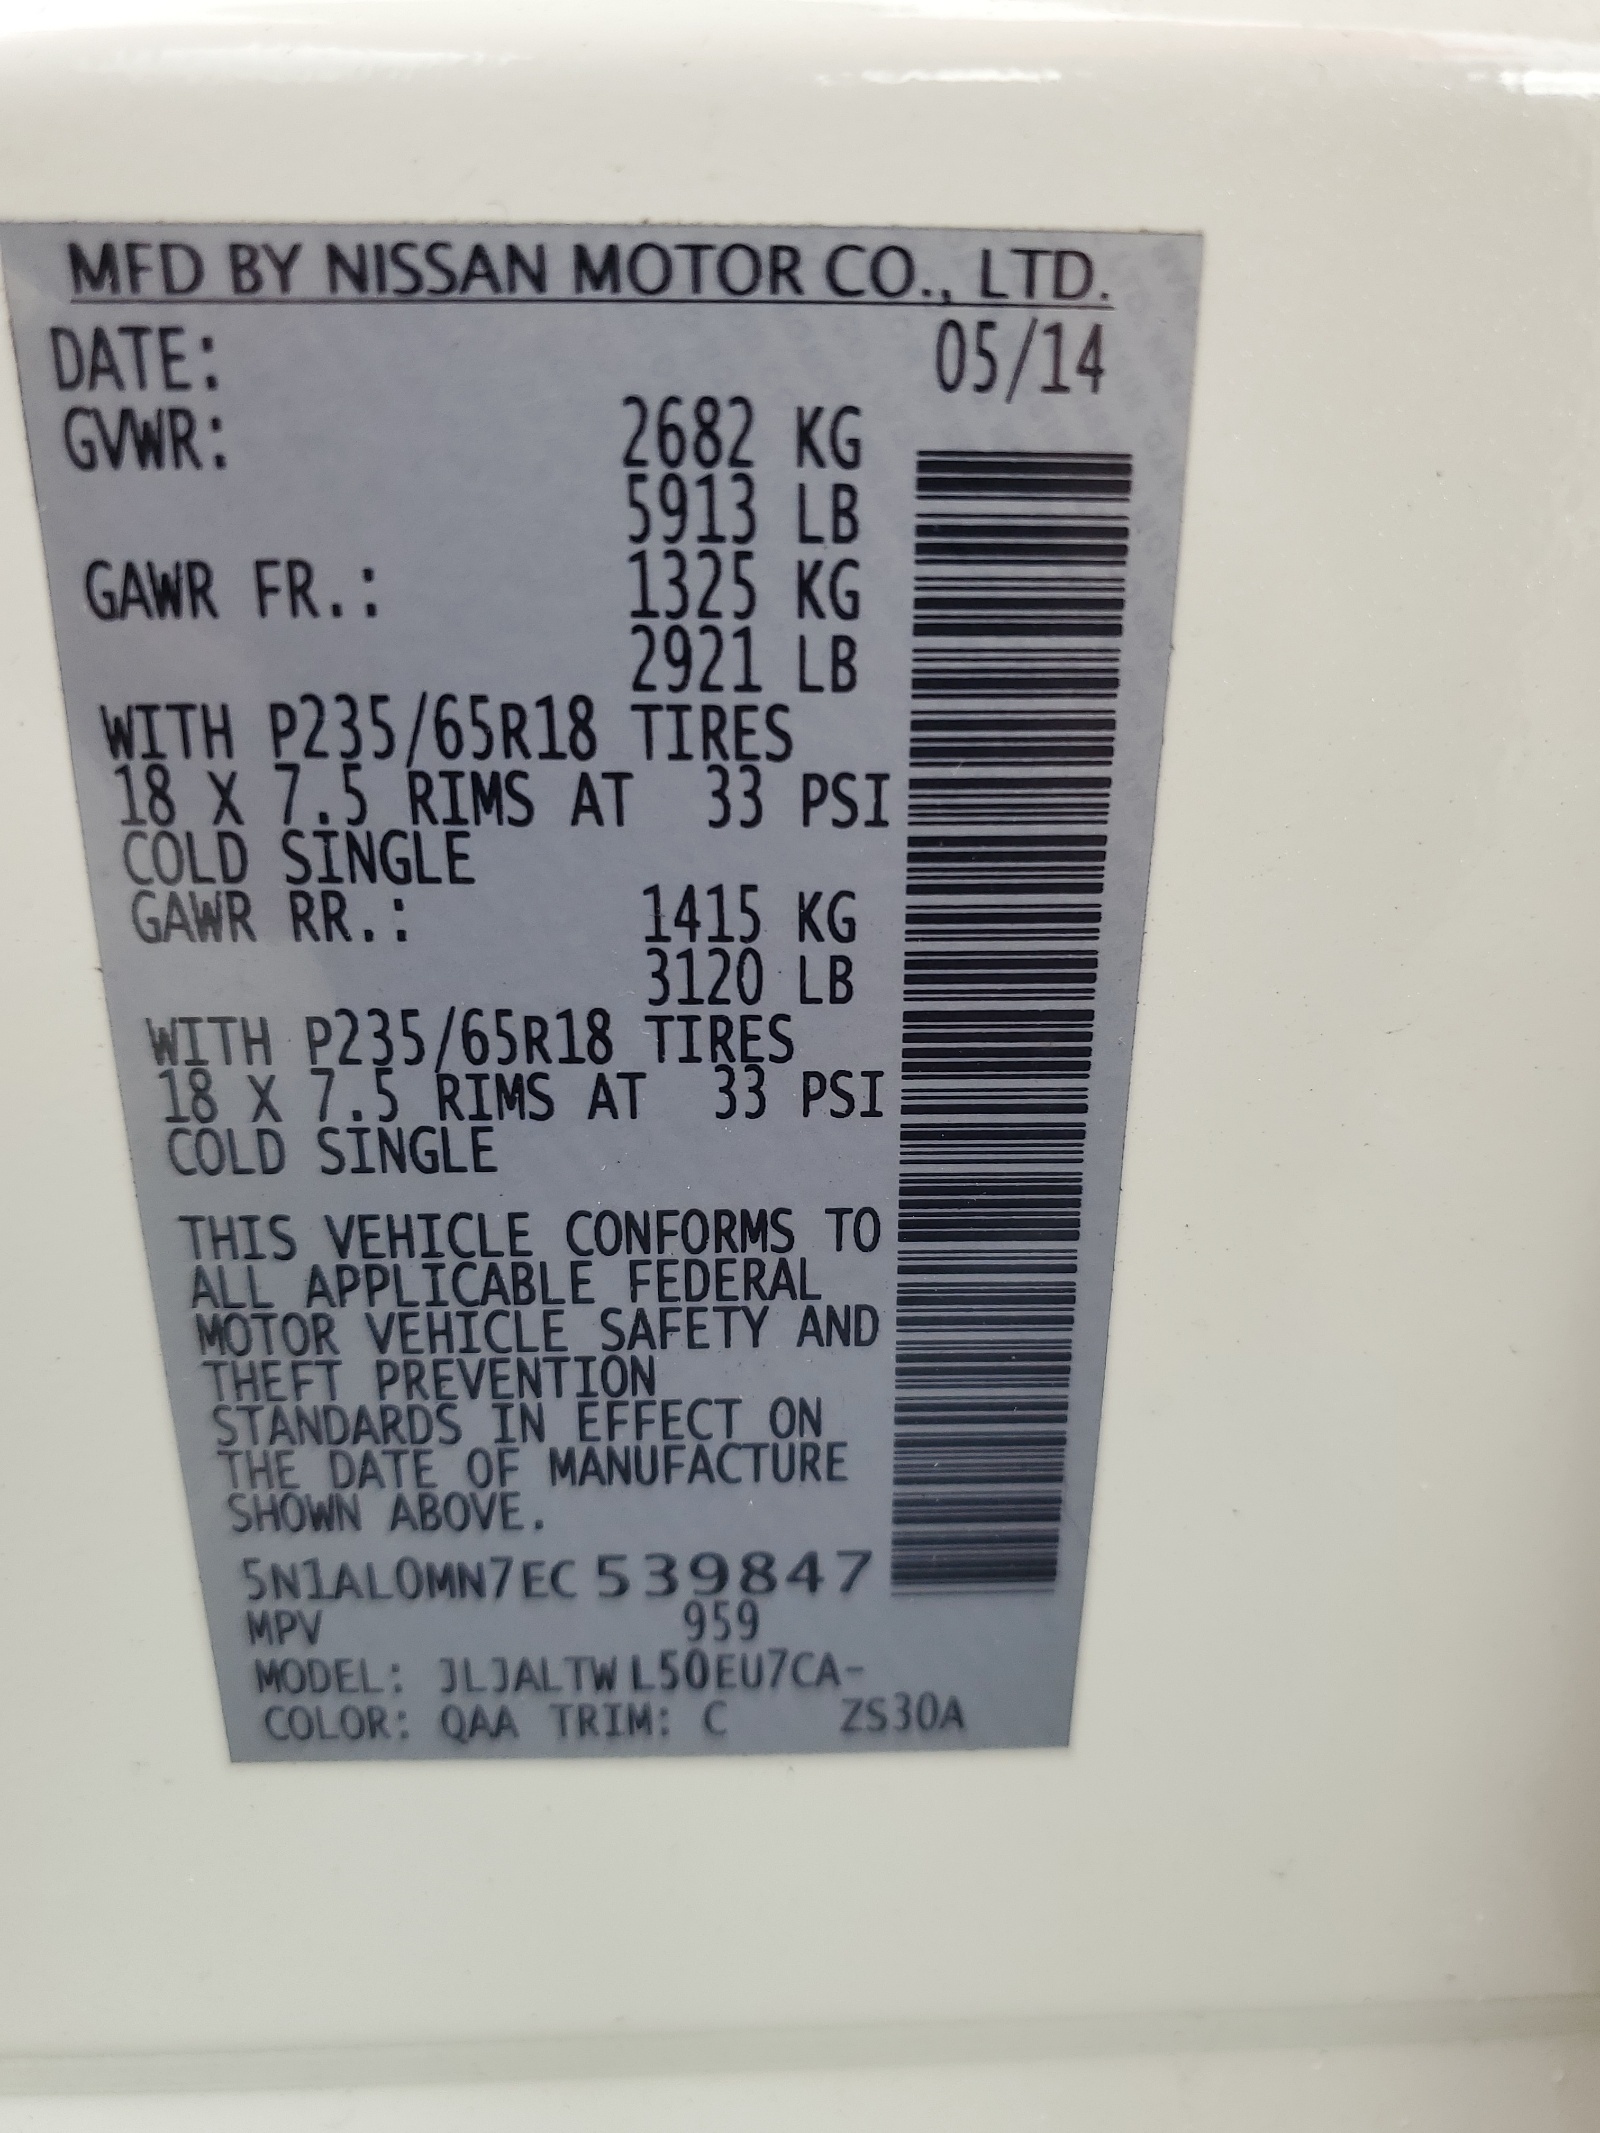 MFD BY NISSAN MOTOR CO., LTD.
DATE: 05/14
GVWR: 2682 KG
5913 LB
GAWR FR.: 1325 KG
2921 LB
WITH P235/65R18 TIRES
18 X 7.5 RIMS AT 33 PSI
COLD SINGLE
GAWR RR.: 1415 KG
3120 LB
WITH P235/65R18 TIRES
18 X 7.5 RIMS AT 33 PSI
COLD SINGLE
THIS VEHICLE CONFORMS TO
ALL APPLICABLE FEDERAL
MOTOR VEHICLE SAFETY AND
THEFT PREVENTION
STANDARDS IN EFFECT ON
THE DATE OF MANUFACTURE
SHOWN ABOVE.
5N1AL0MN7EC539847
MPV 959
MODEL: JLJALTWL50EU7CA-
COLOR: QAA TRIM: C ZS30A